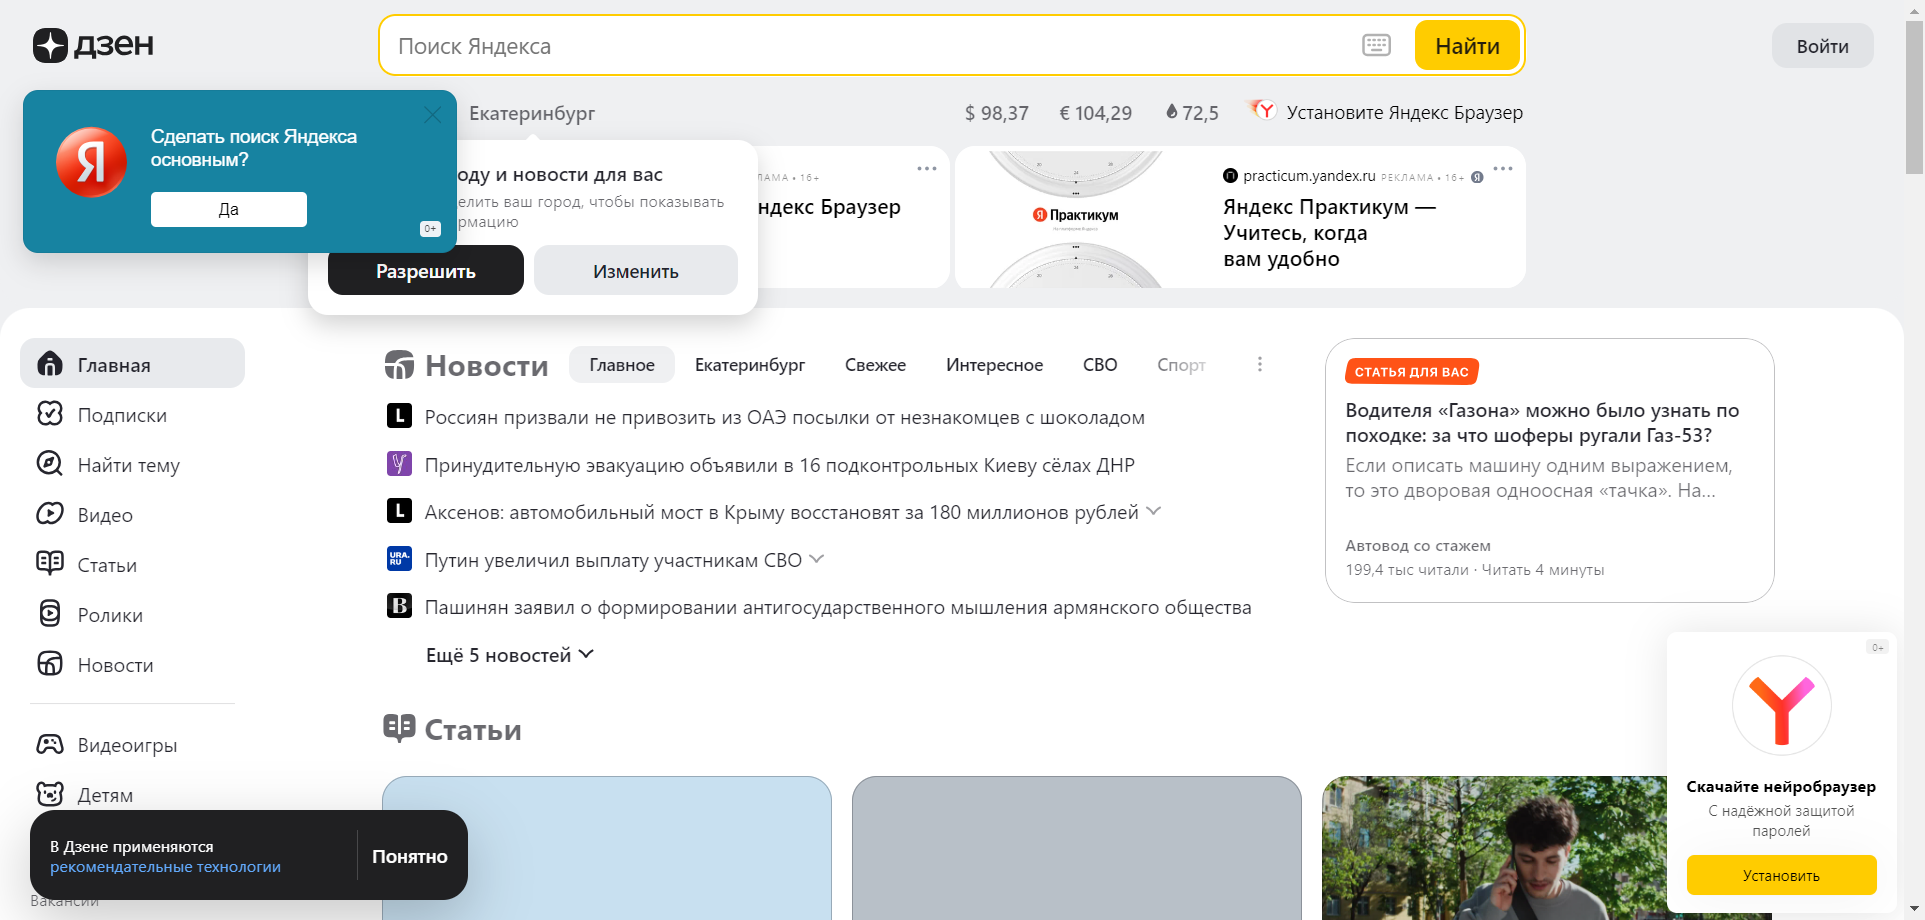 дзен
Поиск Яндекса
Найти
Войти
Екатеринбург
$ 98,37
€ 104,29
72,5
Установите Яндекс Браузер
Сделать поиск Яндекса
основным?
Да
0+
оду и новости для вас
елить ваш город, чтобы показывать
рмацию
Разрешить
Изменить
ЛАМА • 16+
ндекс Браузер
Практикум
practicum.yandex.ru РЕКЛАМА • 16+
Яндекс Практикум —
Учитесь, когда
вам удобно
Главная
Подписки
Найти тему
Видео
Статьи
Ролики
Новости
Видеоигры
Детям
Вакансии
Новости
Главное
Екатеринбург
Свежее
Интересное
СВО
Спорт
Россиян призвали не привозить из ОАЭ посылки от незнакомцев с шоколадом
Принудительную эвакуацию объявили в 16 подконтрольных Киеву сёлах ДНР
Аксенов: автомобильный мост в Крыму восстановят за 180 миллионов рублей
URA.RU
Путин увеличил выплату участникам СВО
Пашинян заявил о формировании антигосударственного мышления армянского общества
Ещё 5 новостей
СТАТЬЯ ДЛЯ ВАС
Водителя «Газона» можно было узнать по
походке: за что шоферы ругали Газ-53?
Если описать машину одним выражением,
то это дворовая одноосная «тачка». На...
Автовод со стажем
199,4 тыс читали · Читать 4 минуты
Статьи
В Дзене применяются
рекомендательные технологии
Понятно
0+
Скачайте нейробраузер
С надёжной защитой
паролей
Установить